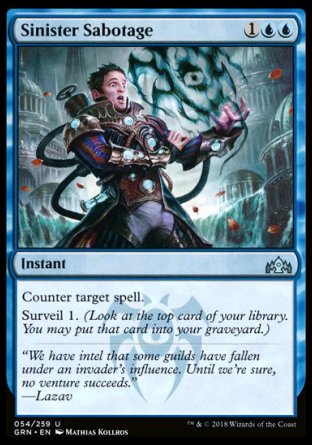 Sinister Sabotage 1
Instant
Counter target spell.
Surveil 1. (Look at the top card of your library.
You may put that card into your graveyard.)
“We have intel that some guilds have fallen
under an invader’s influence. Until we’re sure,
no venture succeeds.”
—Lazav
054/259 U
GRN • EN MATHIAS KOLLROS ™ & © 2018 Wizards of the Coast